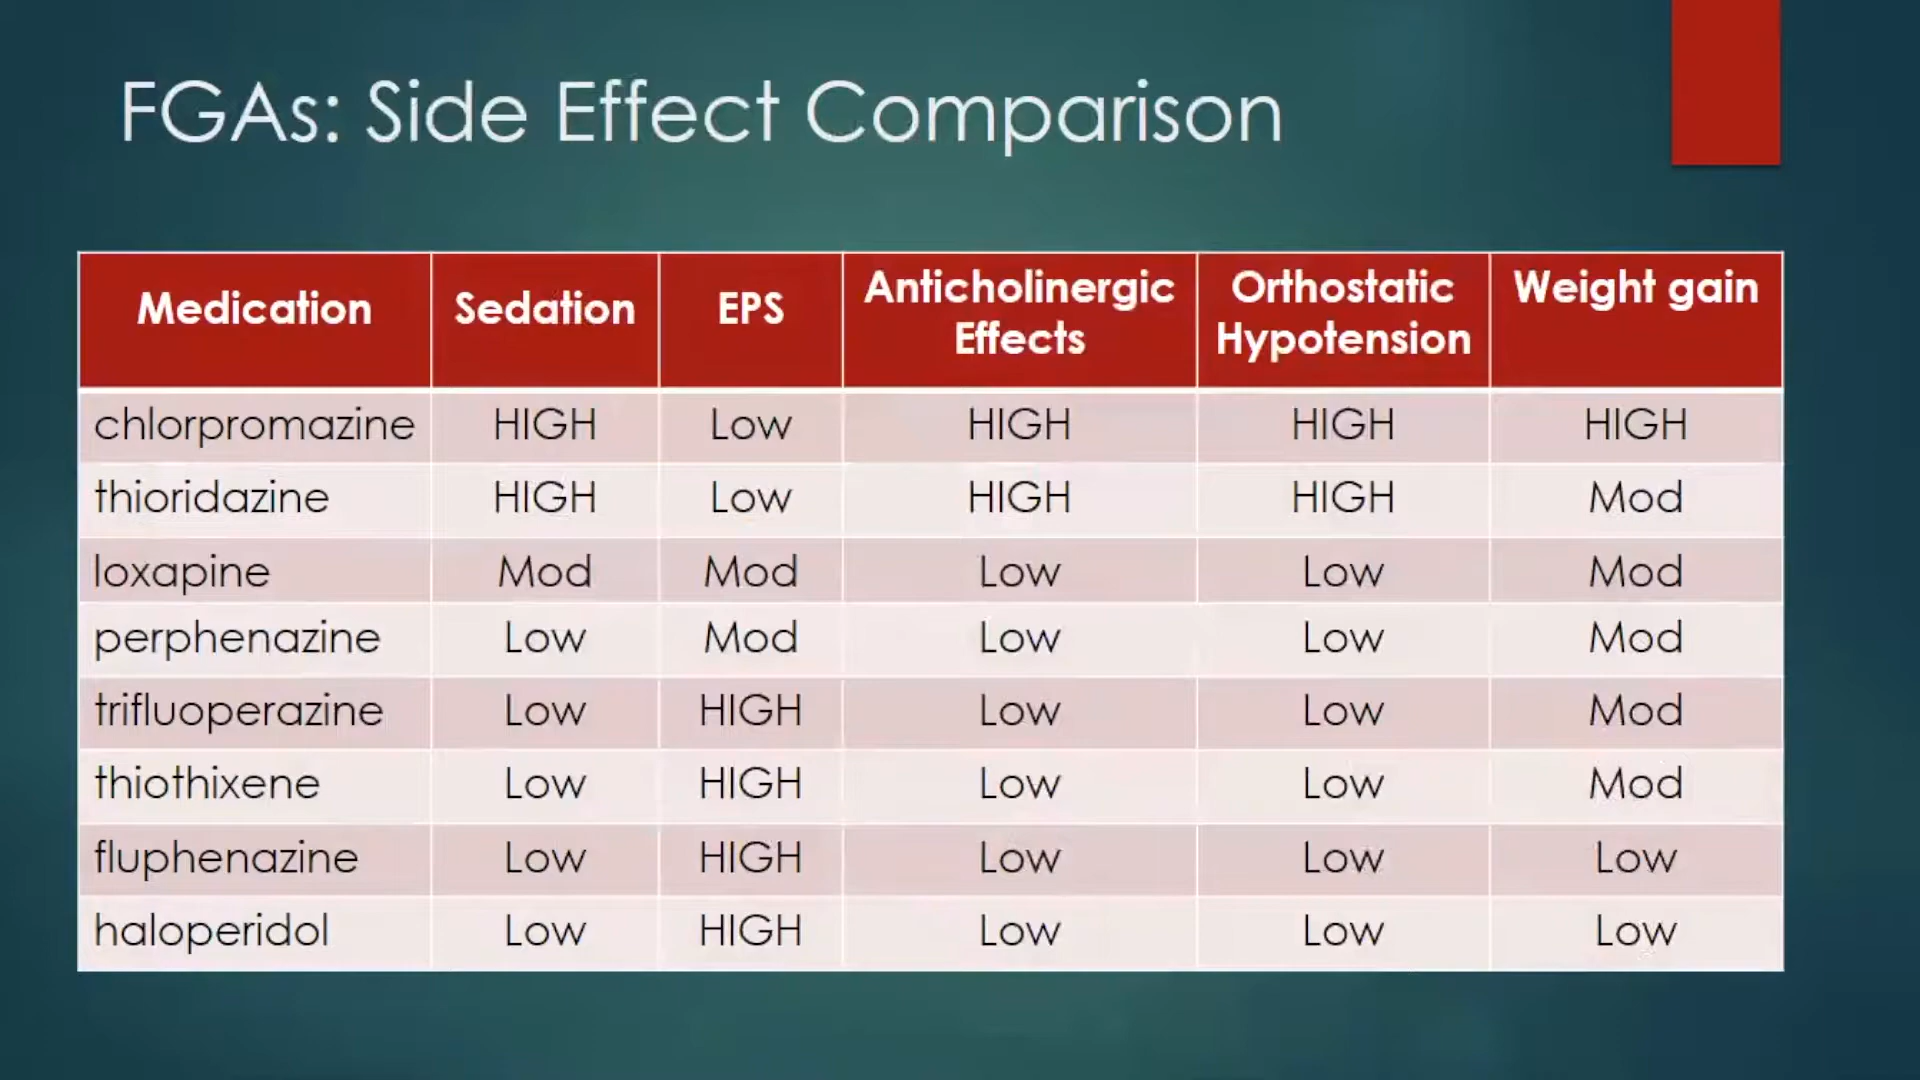 FGAs: Side Effect Comparison
Medication Sedation EPS Anticholinergic Effects Orthostatic Hypotension Weight gain
chlorpromazine HIGH Low HIGH HIGH HIGH
thioridazine HIGH Low HIGH HIGH Mod
loxapine Mod Mod Low Low Mod
perphenazine Low Mod Low Low Mod
trifluoperazine Low HIGH Low Low Mod
thiothixene Low HIGH Low Low Mod
fluphenazine Low HIGH Low Low Low
haloperidol Low HIGH Low Low Low